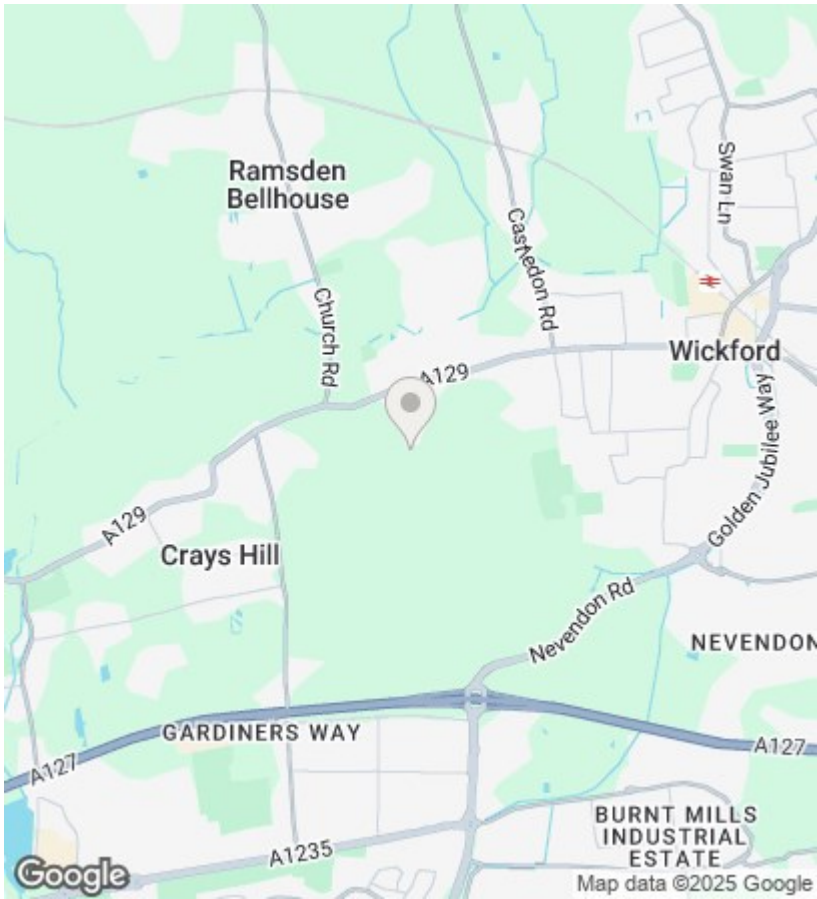 Ramsden
Bellhouse
Swan Ln
Castledon Rd
Church Rd
A129
Wickford
Golden Jubilee Way
A129
Crays Hill
Nevendon Rd
NEVENDON
GARDINERS WAY
A127
A127
BURNT MILLS
INDUSTRIAL
ESTATE
A1235
Google
Map data ©2025 Google